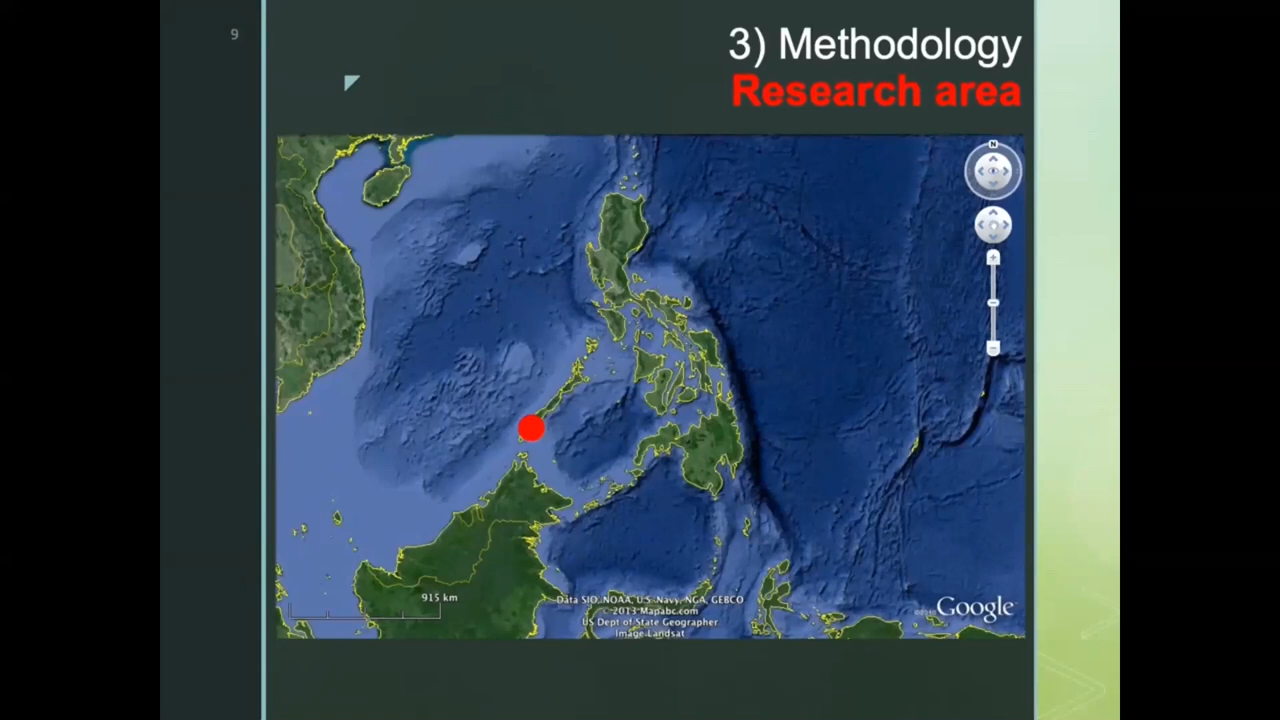 9
3) Methodology
Research area
N
915 km
Data SIO, NOAA, U.S. Navy, NGA, GEBCO
© 2013 Mapabc.com
US Dept of State Geographer
Image Landsat
Google